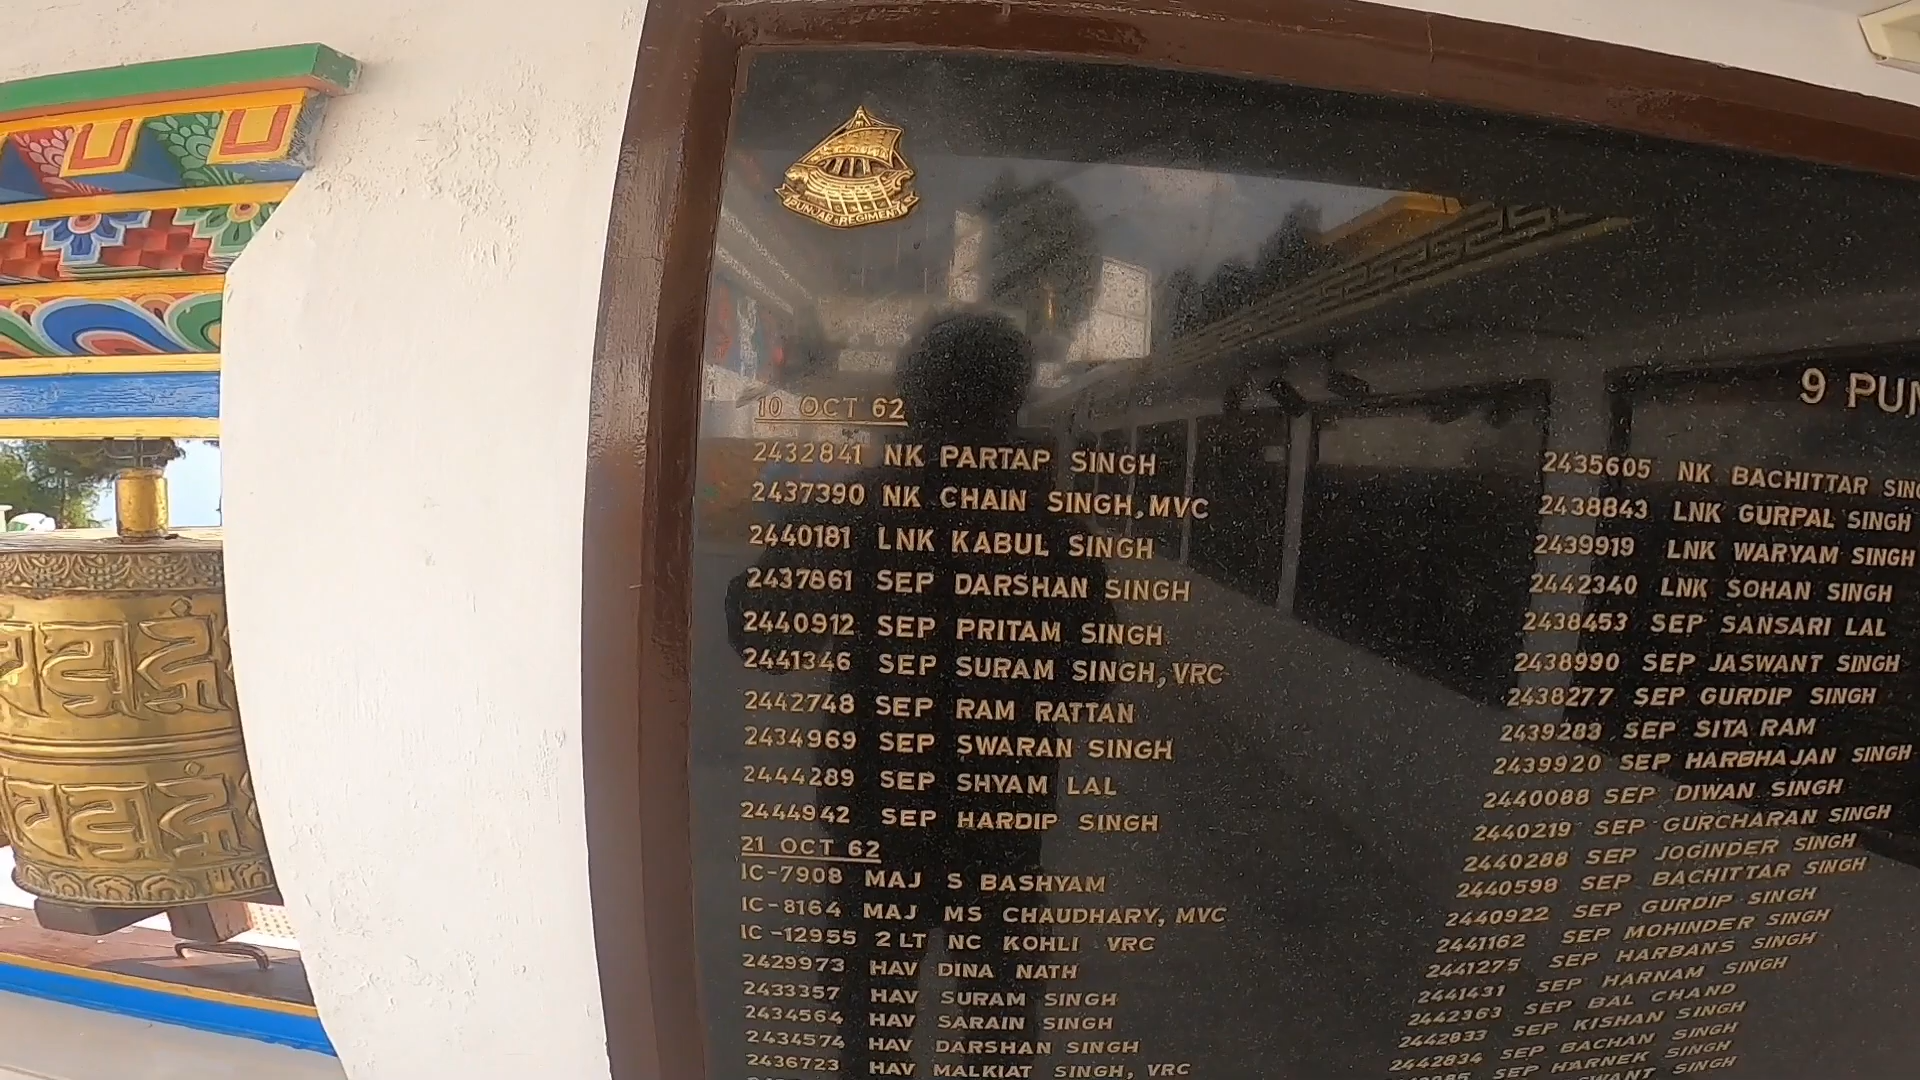 PUNJAB REGIMENT
9 PUN
10 OCT 62
2432841 NK PARTAP SINGH
2437390 NK CHAIN SINGH, MVC
2440181 LNK KABUL SINGH
2437861 SEP DARSHAN SINGH
2440912 SEP PRITAM SINGH
2441346 SEP SURAM SINGH, VRC
2442748 SEP RAM RATTAN
2434969 SEP SWARAN SINGH
2444289 SEP SHYAM LAL
2444942 SEP HARDIP SINGH
21 OCT 62
IC-7908 MAJ S BASHYAM
IC-8164 MAJ MS CHAUDHARY, MVC
IC-12955 2 LT NC KOHLI VRC
2429973 HAV DINA NATH
2433357 HAV SURAM SINGH
2434564 HAV SARAIN SINGH
2434574 HAV DARSHAN SINGH
2436723 HAV MALKIAT SINGH, VRC
2435605 NK BACHITTAR SING
2438843 LNK GURPAL SINGH
2439919 LNK WARYAM SINGH
2442340 LNK SOHAN SINGH
2438453 SEP SANSARI LAL
2438990 SEP JASWANT SINGH
2438277 SEP GURDIP SINGH
2439283 SEP SITA RAM
2439920 SEP HARBHAJAN SINGH
2440088 SEP DIWAN SINGH
2440219 SEP GURCHARAN SINGH
2440288 SEP JOGINDER SINGH
2440598 SEP BACHITTAR SINGH
2440922 SEP GURDIP SINGH
2441162 SEP MOHINDER SINGH
2441275 SEP HARBANS SINGH
2441431 SEP HARNAM SINGH
2442363 SEP BAL CHAND
2442833 SEP KISHAN SINGH
2442834 SEP BACHAN SINGH
SEP HARNEK SINGH
SINGH